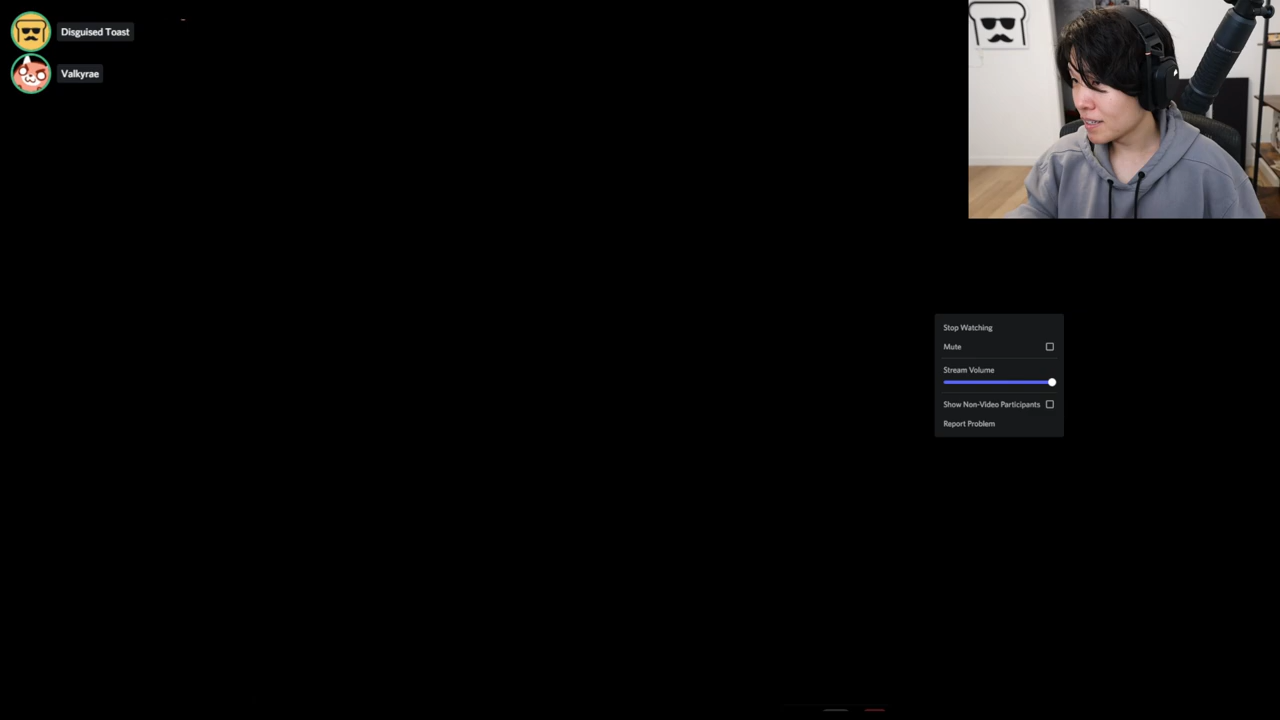 Disguised Toast
Valkyrae
Stop Watching
Mute
Stream Volume
Show Non-Video Participants
Report Problem